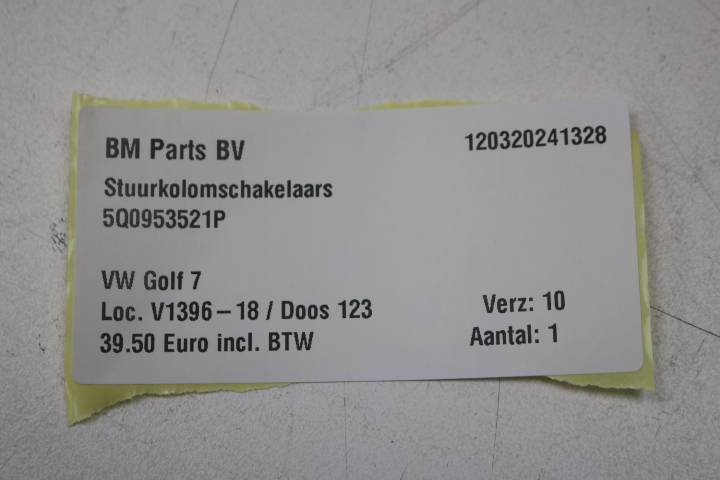 BM Parts BV 120320241328
Stuurkolomschakelaars
5Q0953521P
VW Golf 7
Loc. V1396 – 18 / Doos 123 Verz: 10
39.50 Euro incl. BTW Aantal: 1